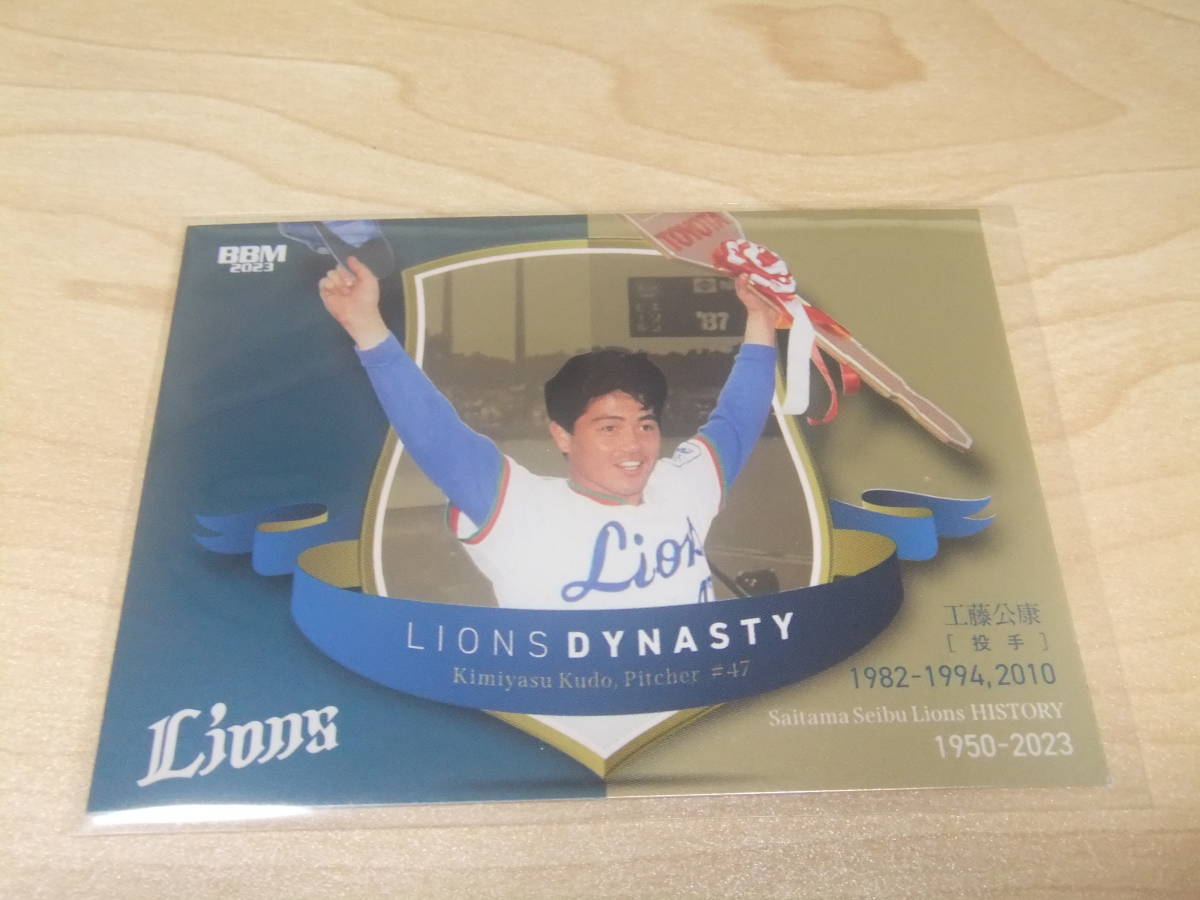 BBM
2023
TOYOTA
'87
Lions
LIONS DYNASTY
Kimiyasu Kudo, Pitcher #47
工藤公康
[投手]
1982-1994, 2010
Saitama Seibu Lions HISTORY
1950-2023
Lions